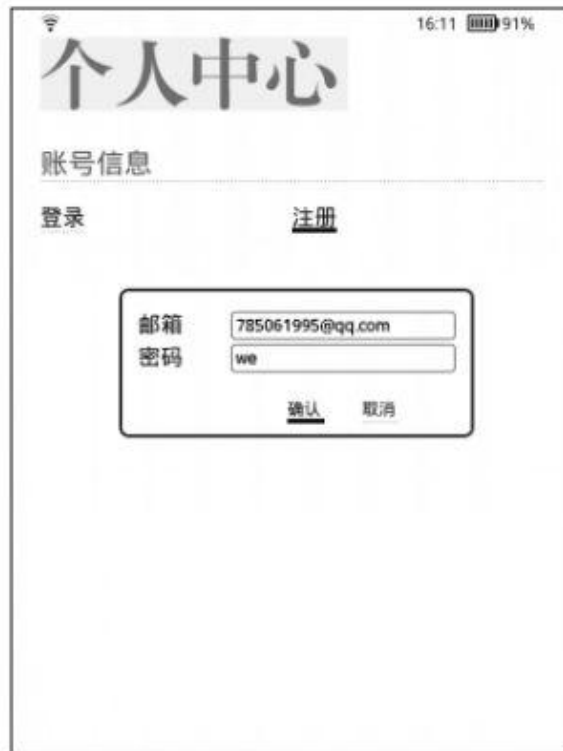 16:11 91%
个人中心
账号信息
登录 注册
邮箱 785061995@qq.com
密码 we
确认 取消